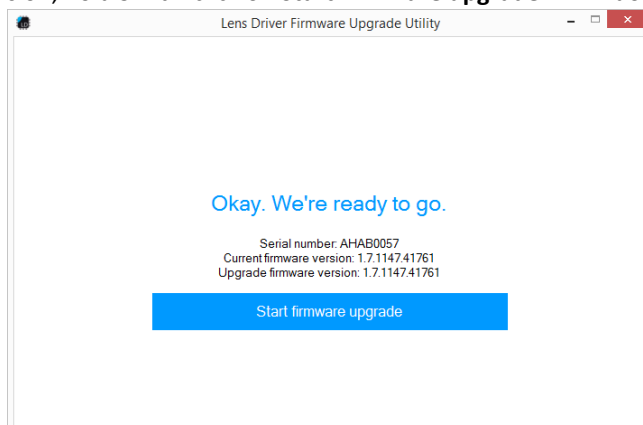 Lens Driver Firmware Upgrade Utility
Okay. We're ready to go.
Serial number: AHAB0057
Current firmware version: 1.7.1147.41761
Upgrade firmware version: 1.7.1147.41761
Start firmware upgrade